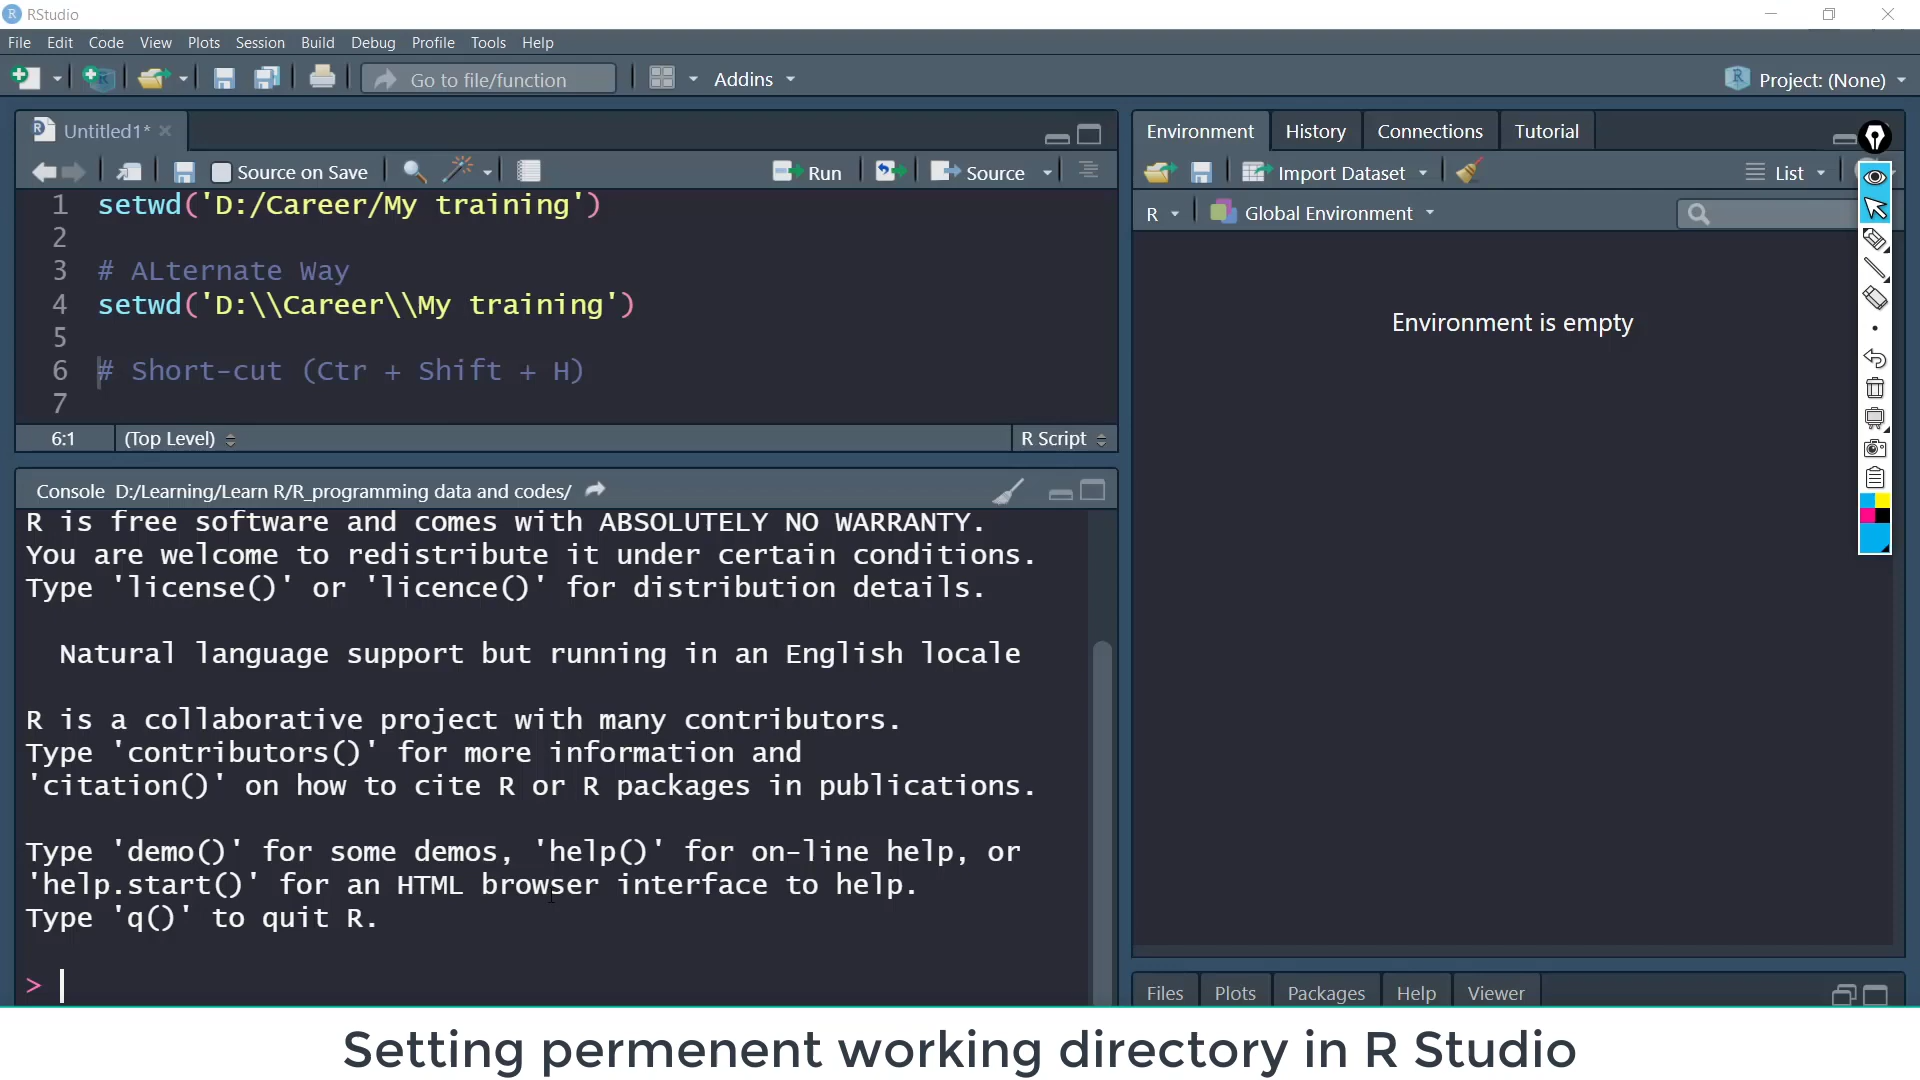 RStudio
File Edit Code View Plots Session Build Debug Profile Tools Help
Go to file/function Addins Project: (None)
Untitled1*
Source on Save Run Source
1 setwd('D:/Career/My training')
2
3 # ALternate Way
4 setwd('D:\\Career\\My training')
5
6 # Short-cut (Ctr + Shift + H)
7
6:1 (Top Level) R Script
Console D:/Learning/Learn R/R_programming data and codes/
R is free software and comes with ABSOLUTELY NO WARRANTY.
You are welcome to redistribute it under certain conditions.
Type 'license()' or 'licence()' for distribution details.
Natural language support but running in an English locale
R is a collaborative project with many contributors.
Type 'contributors()' for more information and
'citation()' on how to cite R or R packages in publications.
Type 'demo()' for some demos, 'help()' for on-line help, or
'help.start()' for an HTML browser interface to help.
Type 'q()' to quit R.
>
Environment History Connections Tutorial
Import Dataset List
R Global Environment
Environment is empty
Files Plots Packages Help Viewer
Setting permenent working directory in R Studio